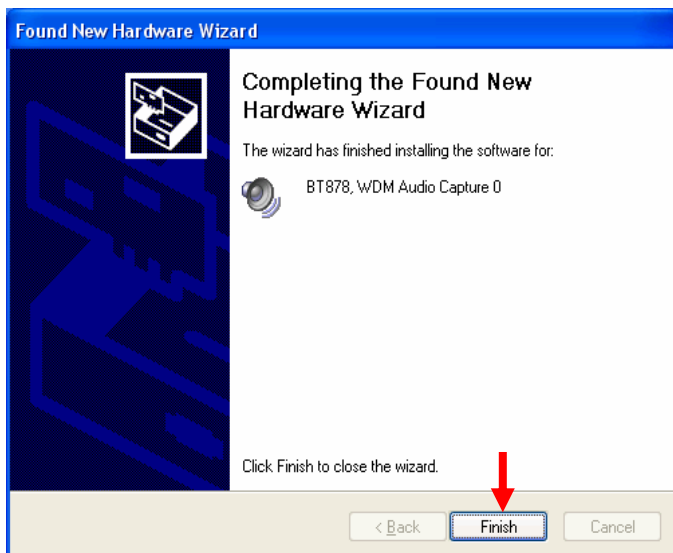 Found New Hardware Wizard
Completing the Found New
Hardware Wizard
The wizard has finished installing the software for:
BT878, WDM Audio Capture 0
Click Finish to close the wizard.
< Back
Finish
Cancel